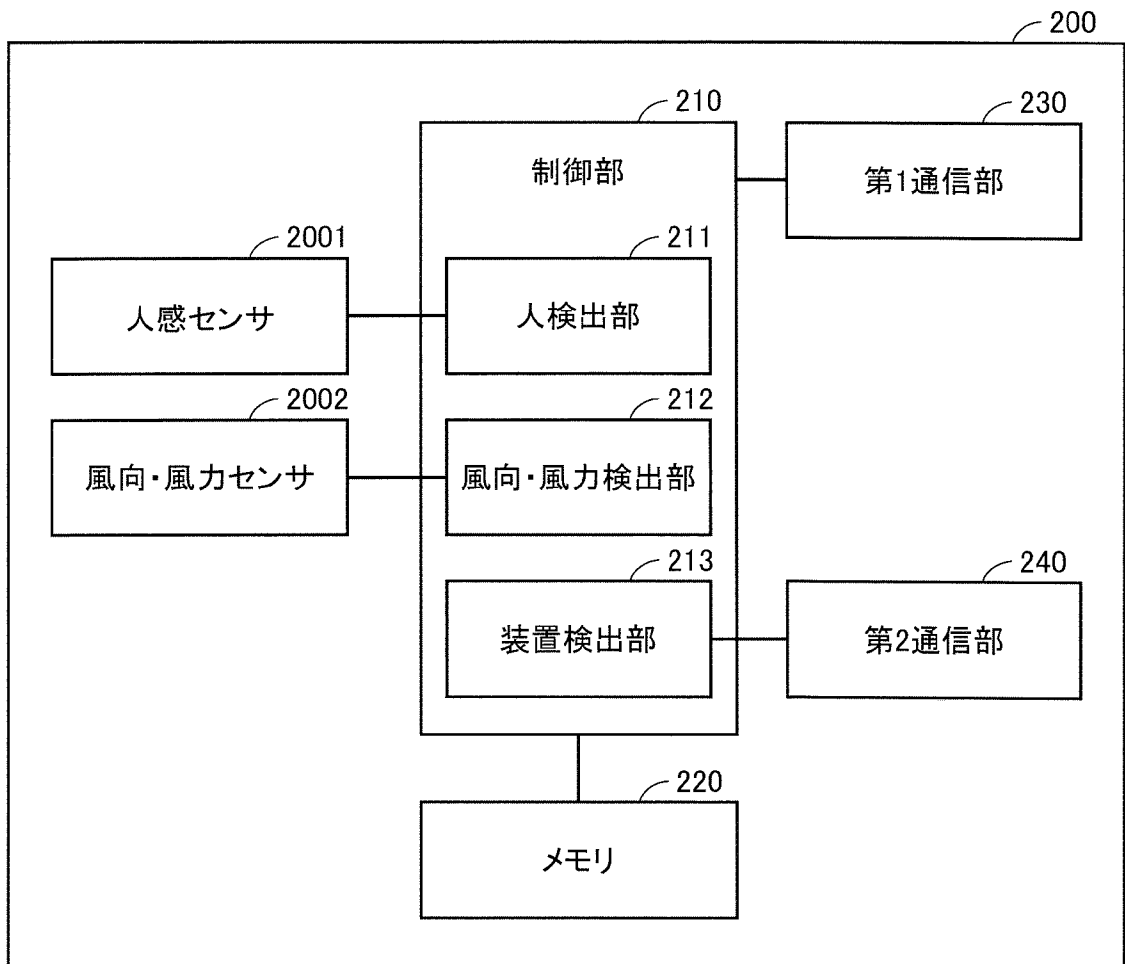 200
210
230
制御部
第1通信部
2001
211
人感センサ
人検出部
2002
212
風向・風力センサ
風向・風力検出部
213
240
装置検出部
第2通信部
220
メモリ